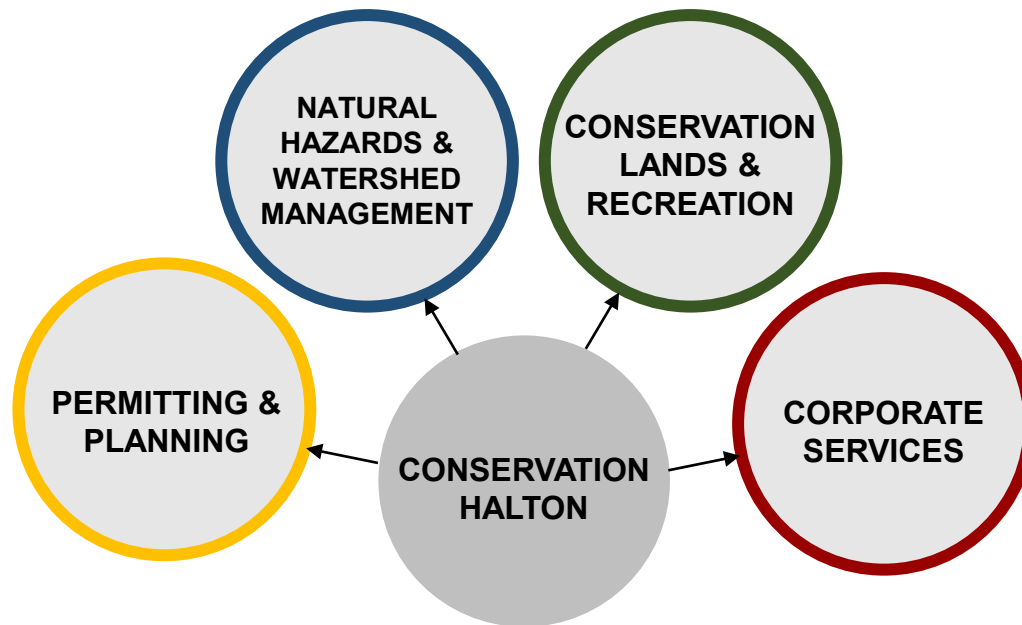 NATURAL
HAZARDS &
WATERSHED
MANAGEMENT
CONSERVATION
LANDS &
RECREATION
PERMITTING &
PLANNING
CONSERVATION
HALTON
CORPORATE
SERVICES